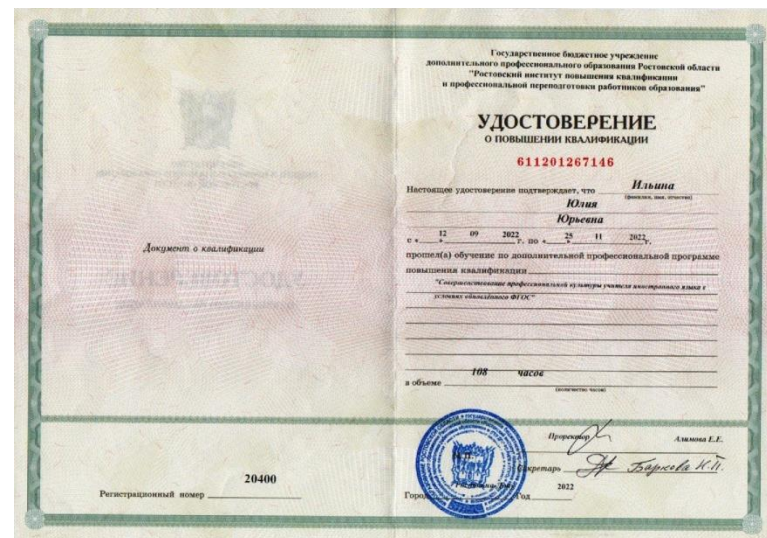 Документ о квалификации
20400
Регистрационный номер
Государственное бюджетное учреждение
дополнительного профессионального образования Ростовской области
"Ростовский институт повышения квалификации
и профессиональной переподготовки работников образования"
УДОСТОВЕРЕНИЕ
О ПОВЫШЕНИИ КВАЛИФИКАЦИИ
611201267146
Настоящее удостоверение подтверждает, что Ильина
(фамилия, имя, отчество)
Юлия
Юрьевна
с « 12 » 09 2022 г. по « 25 » 11 2022 г.
прошел(а) обучение по дополнительной профессиональной программе
повышения квалификации
"Совершенствование профессиональной культуры учителя иностранного языка в
условиях обновлённого ФГОС"
в объеме 108 часов
(количество часов)
Проректор Алимова Е.Е.
Секретарь Баркова К.П.
Город Год 2022